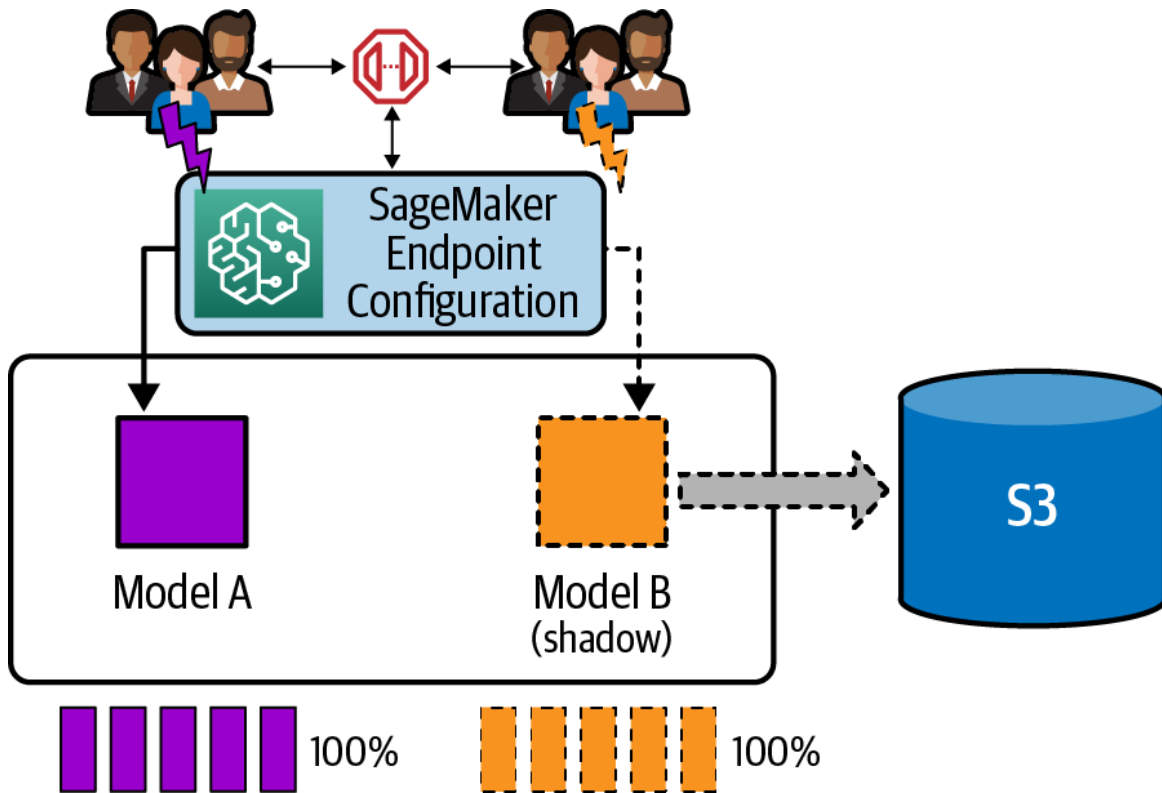 SageMaker
Endpoint
Configuration
Model A
Model B
(shadow)
S3
100%
100%